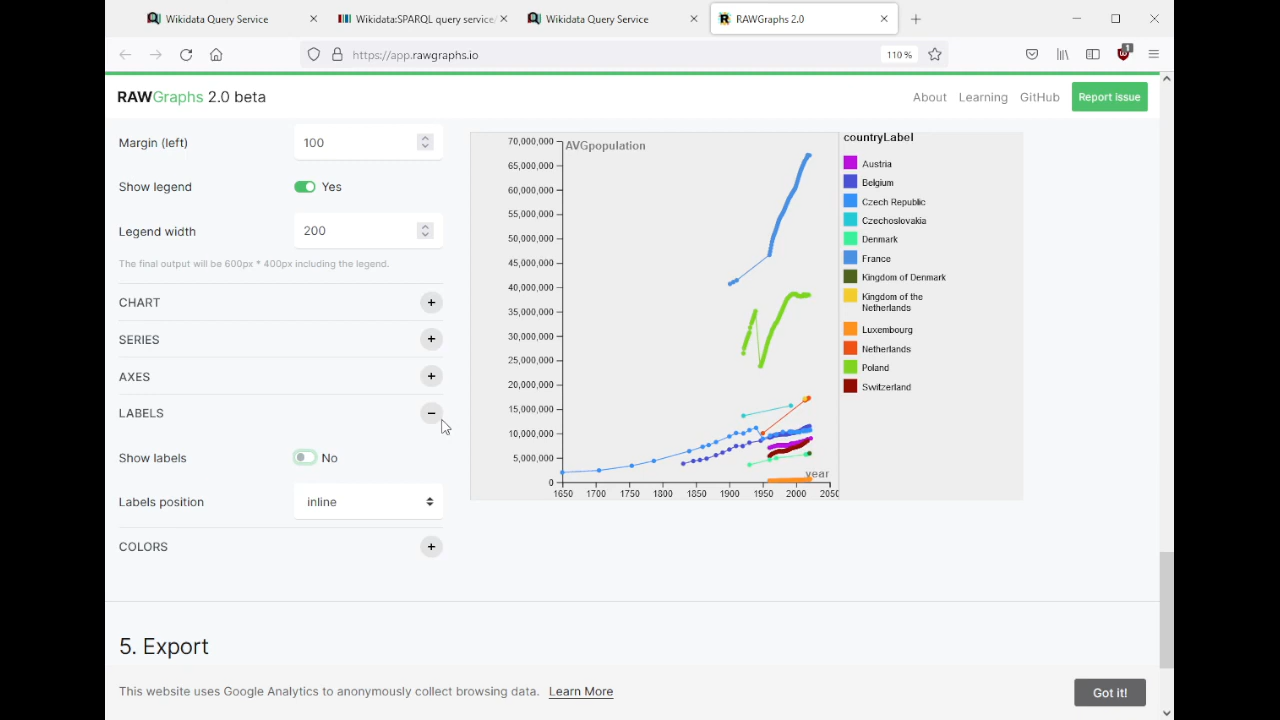 Wikidata Query Service
Wikidata:SPARQL query service/
Wikidata Query Service
RAWGraphs 2.0
https://app.rawgraphs.io
110 %
1
RAWGraphs 2.0 beta
About
Learning
GitHub
Report issue
Margin (left)
100
Show legend
Yes
Legend width
200
The final output will be 600px * 400px including the legend.
CHART
SERIES
AXES
LABELS
Show labels
No
Labels position
inline
COLORS
AVGpopulation
70,000,000
65,000,000
60,000,000
55,000,000
50,000,000
45,000,000
40,000,000
35,000,000
30,000,000
25,000,000
20,000,000
15,000,000
10,000,000
5,000,000
0
year
1650 1700 1750 1800 1850 1900 1950 2000 2050
countryLabel
Austria
Belgium
Czech Republic
Czechoslovakia
Denmark
France
Kingdom of Denmark
Kingdom of the
Netherlands
Luxembourg
Netherlands
Poland
Switzerland
5. Export
This website uses Google Analytics to anonymously collect browsing data. Learn More
Got it!